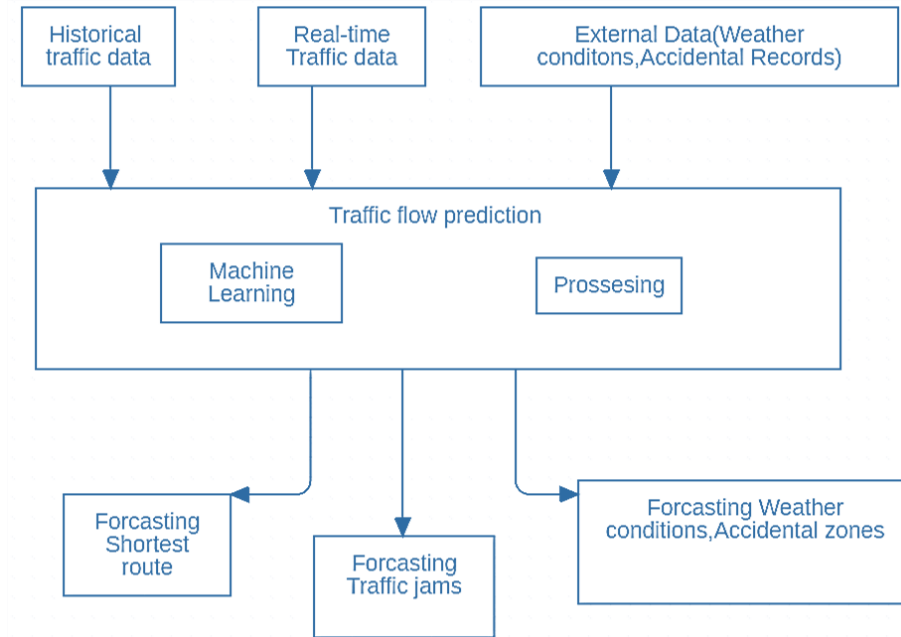 Historical
traffic data
Real-time
Traffic data
External Data(Weather
conditons,Accidental Records)
Traffic flow prediction
Machine
Learning
Prossesing
Forcasting
Shortest
route
Forcasting
Traffic jams
Forcasting Weather
conditions,Accidental zones